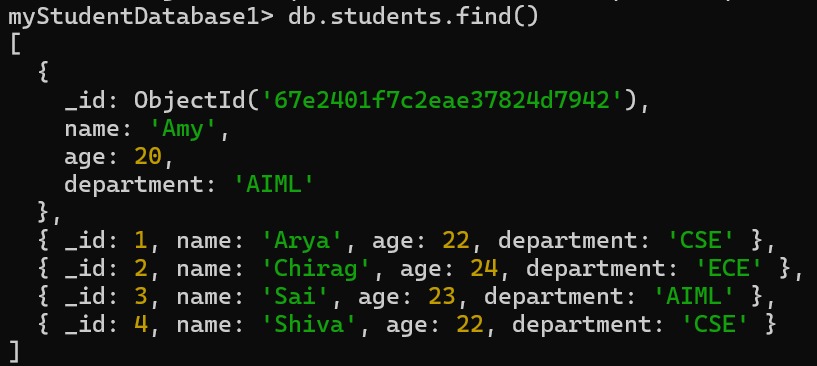 myStudentDatabase1> db.students.find()
[
  {
    _id: ObjectId('67e2401f7c2eae37824d7942'),
    name: 'Amy',
    age: 20,
    department: 'AIML'
  },
  { _id: 1, name: 'Arya', age: 22, department: 'CSE' },
  { _id: 2, name: 'Chirag', age: 24, department: 'ECE' },
  { _id: 3, name: 'Sai', age: 23, department: 'AIML' },
  { _id: 4, name: 'Shiva', age: 22, department: 'CSE' }
]